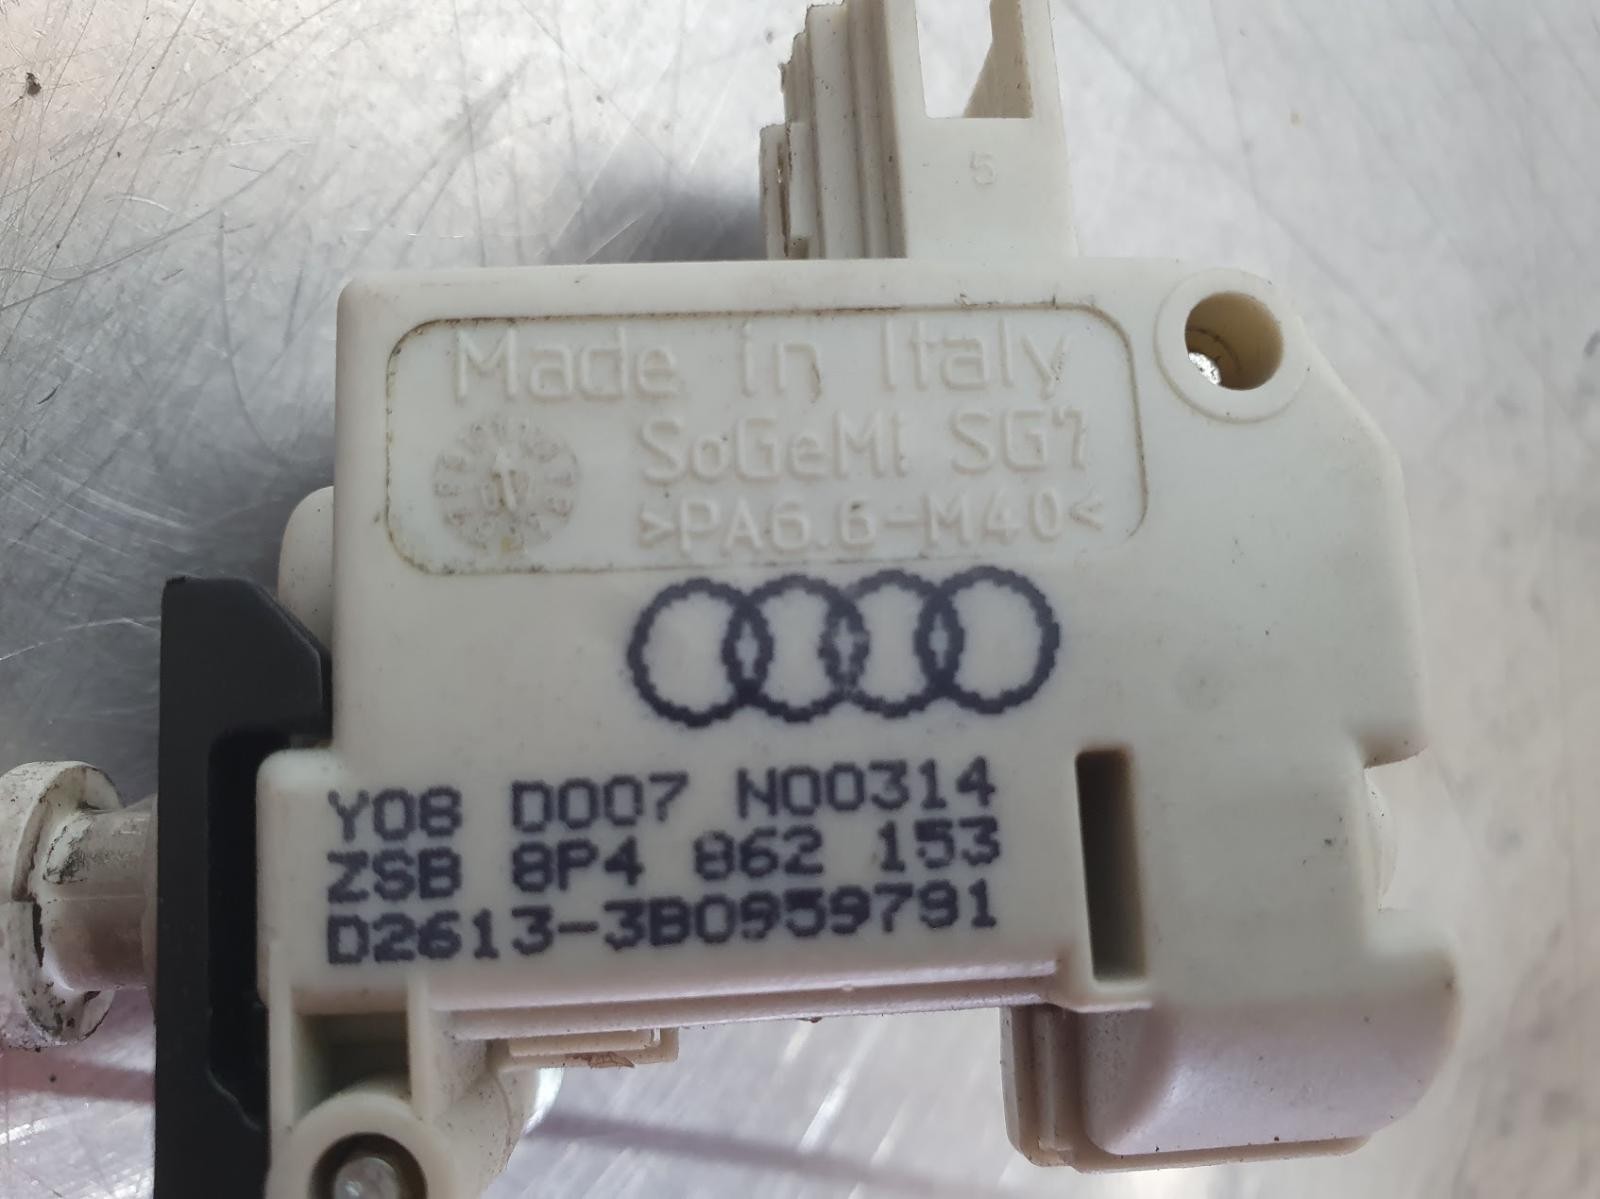 5
Made in Italy
SoGeMi SG7
>PA6.6-M40<
Y08 D007 N00314
ZSB 8P4 862 153
D2613-3B0959791